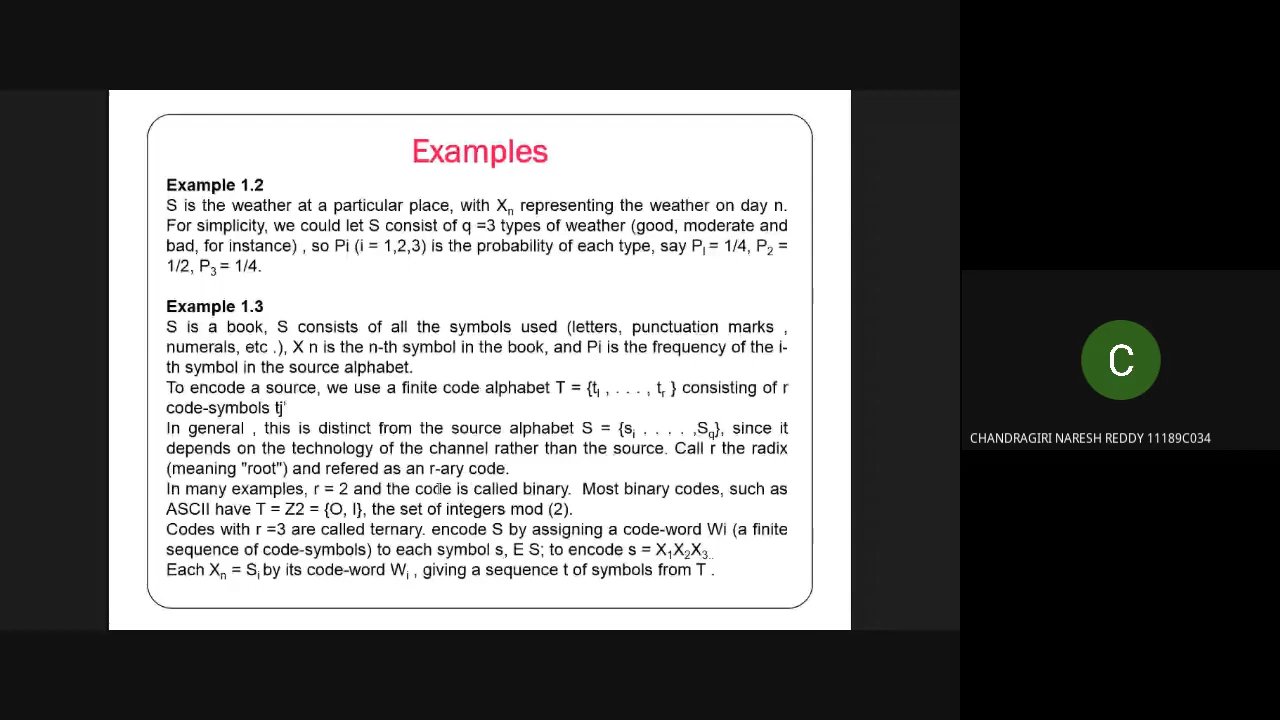 Examples
Example 1.2
S is the weather at a particular place, with Xn representing the weather on day n.
For simplicity, we could let S consist of q =3 types of weather (good, moderate and
bad, for instance) , so Pi (i = 1,2,3) is the probability of each type, say Pl = 1/4, P2 =
1/2, P3 = 1/4.
Example 1.3
S is a book, S consists of all the symbols used (letters, punctuation marks ,
numerals, etc .), X n is the n-th symbol in the book, and Pi is the frequency of the i-
th symbol in the source alphabet.
To encode a source, we use a finite code alphabet T = {tl , . . . , tr } consisting of r
code-symbols tj'
In general , this is distinct from the source alphabet S = {si . . . . ,Sq}, since it
depends on the technology of the channel rather than the source. Call r the radix
(meaning "root") and refered as an r-ary code.
In many examples, r = 2 and the code is called binary. Most binary codes, such as
ASCII have T = Z2 = {O, I}, the set of integers mod (2).
Codes with r =3 are called ternary. encode S by assigning a code-word Wi (a finite
sequence of code-symbols) to each symbol s, E S; to encode s = X1X2X3..
Each Xn = Si by its code-word Wi , giving a sequence t of symbols from T .
C
CHANDRAGIRI NARESH REDDY 11189C034